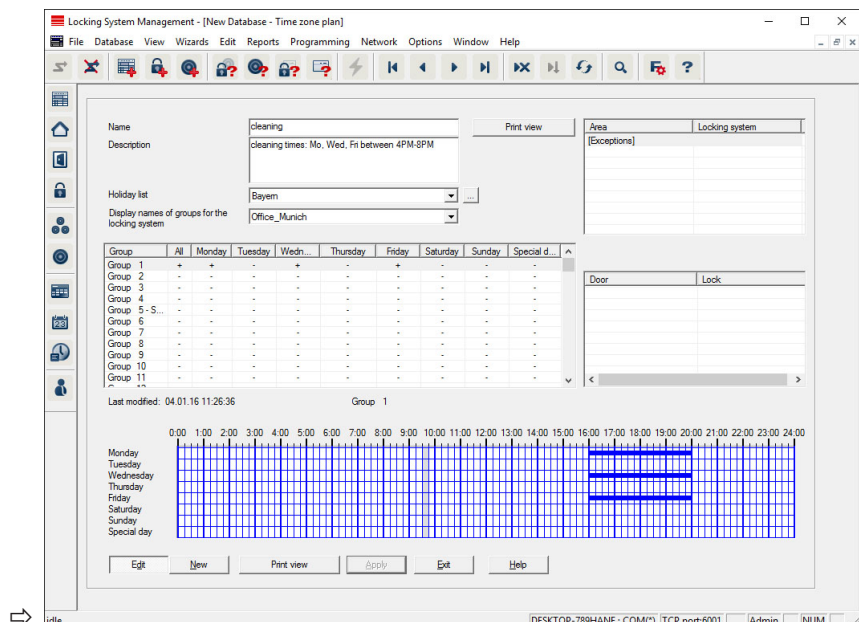 Locking System Management - [New Database - Time zone plan]
File Database View Wizards Edit Reports Programming Network Options Window Help
Name
cleaning
Print view
Description
cleaning times: Mo, Wed, Fri between 4PM-8PM
Holiday list
Bayern
...
Display names of groups for the
locking system
Office_Munich
Area Locking system
[Exceptions]
Group All Monday Tuesday Wedn... Thursday Friday Saturday Sunday Special d...
Group 1 + + - + - + - - -
Group 2 - - - - - - - - -
Group 3 - - - - - - - - -
Group 4 - - - - - - - - -
Group 5 - S... - - - - - - - - -
Group 6 - - - - - - - - -
Group 7 - - - - - - - - -
Group 8 - - - - - - - - -
Group 9 - - - - - - - - -
Group 10 - - - - - - - - -
Group 11 - - - - - - - - -
Door Lock
Last modified: 04.01.16 11:26:36 Group 1
0:00 1:00 2:00 3:00 4:00 5:00 6:00 7:00 8:00 9:00 10:00 11:00 12:00 13:00 14:00 15:00 16:00 17:00 18:00 19:00 20:00 21:00 22:00 23:00 24:00
Monday
Tuesday
Wednesday
Thursday
Friday
Saturday
Sunday
Special day
Edit New Print view Apply Exit Help
idle DESKTOP-789HANE : COM(*) TCP port:6001 Admin NUM